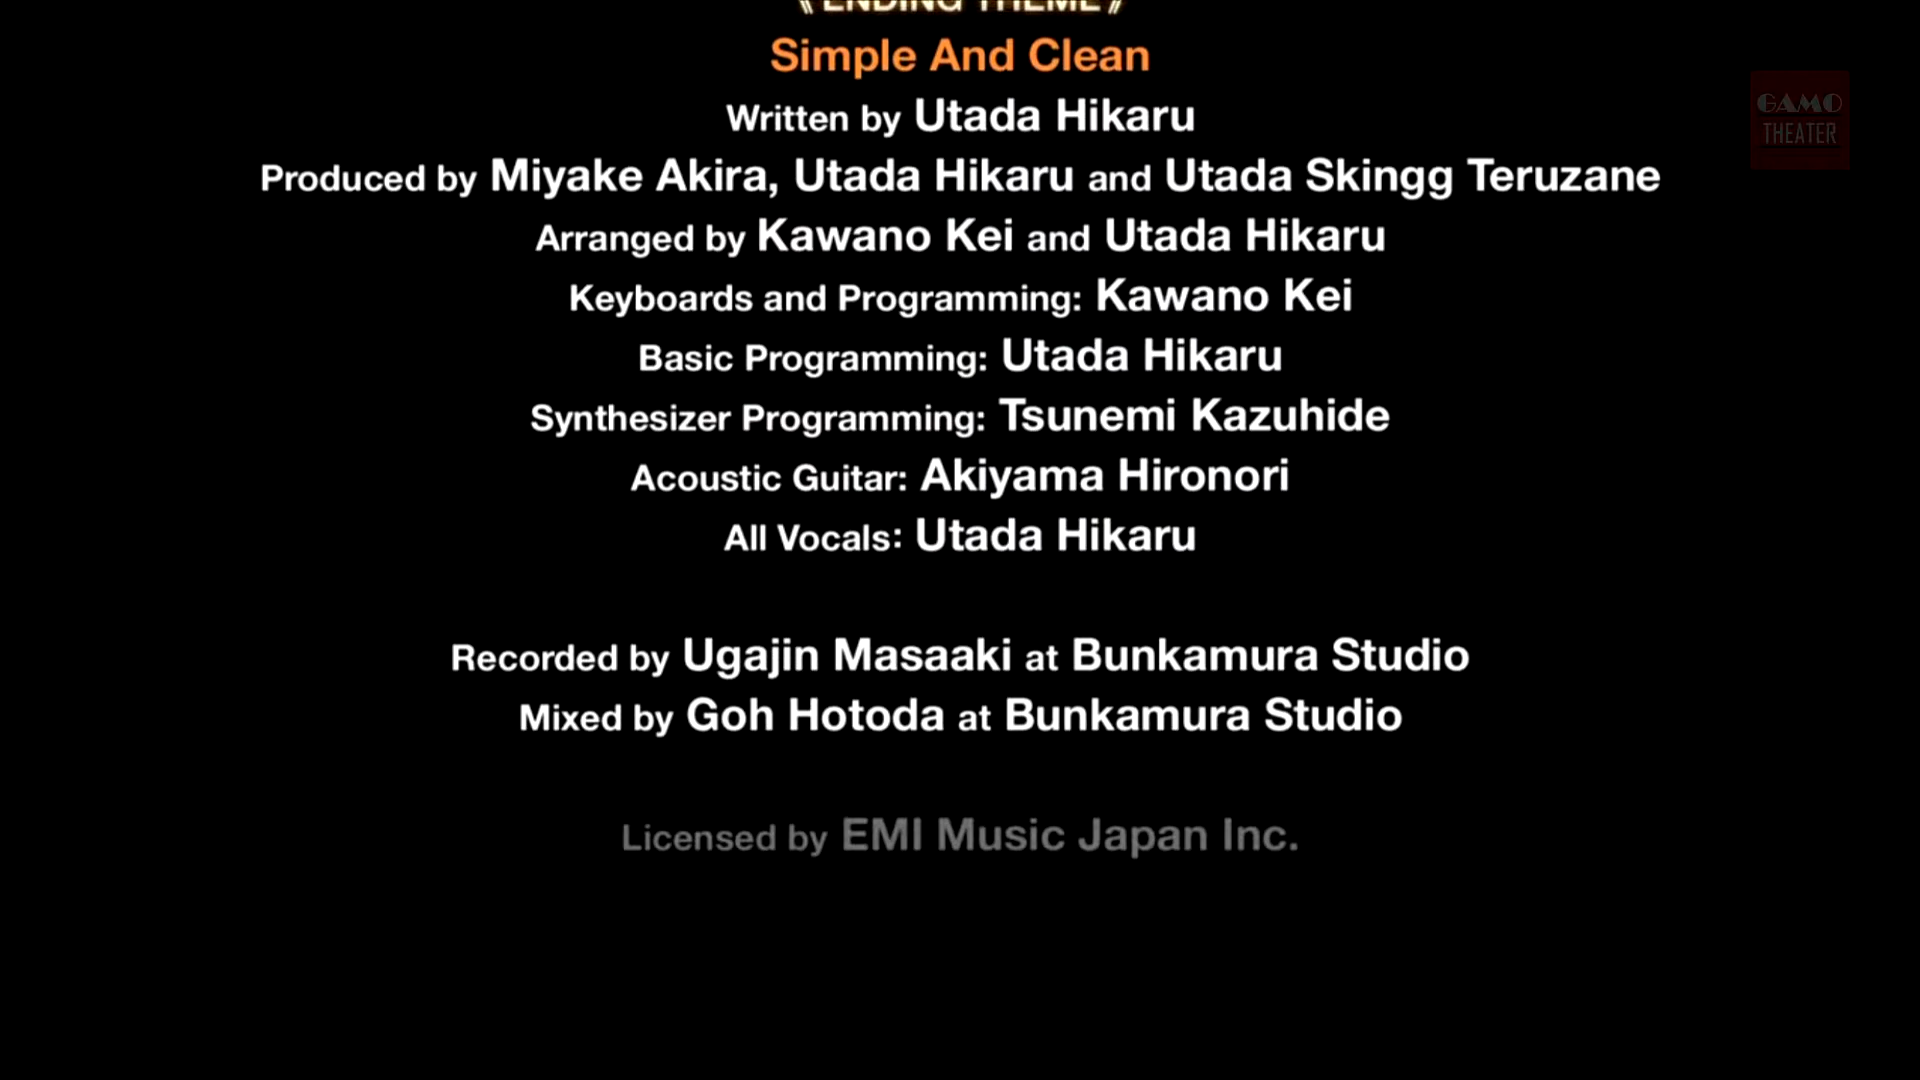 《ENDING THEME》
Simple And Clean
Written by Utada Hikaru
Produced by Miyake Akira, Utada Hikaru and Utada Skingg Teruzane
Arranged by Kawano Kei and Utada Hikaru
Keyboards and Programming: Kawano Kei
Basic Programming: Utada Hikaru
Synthesizer Programming: Tsunemi Kazuhide
Acoustic Guitar: Akiyama Hironori
All Vocals: Utada Hikaru
Recorded by Ugajin Masaaki at Bunkamura Studio
Mixed by Goh Hotoda at Bunkamura Studio
Licensed by EMI Music Japan Inc.
GAMO
THEATER